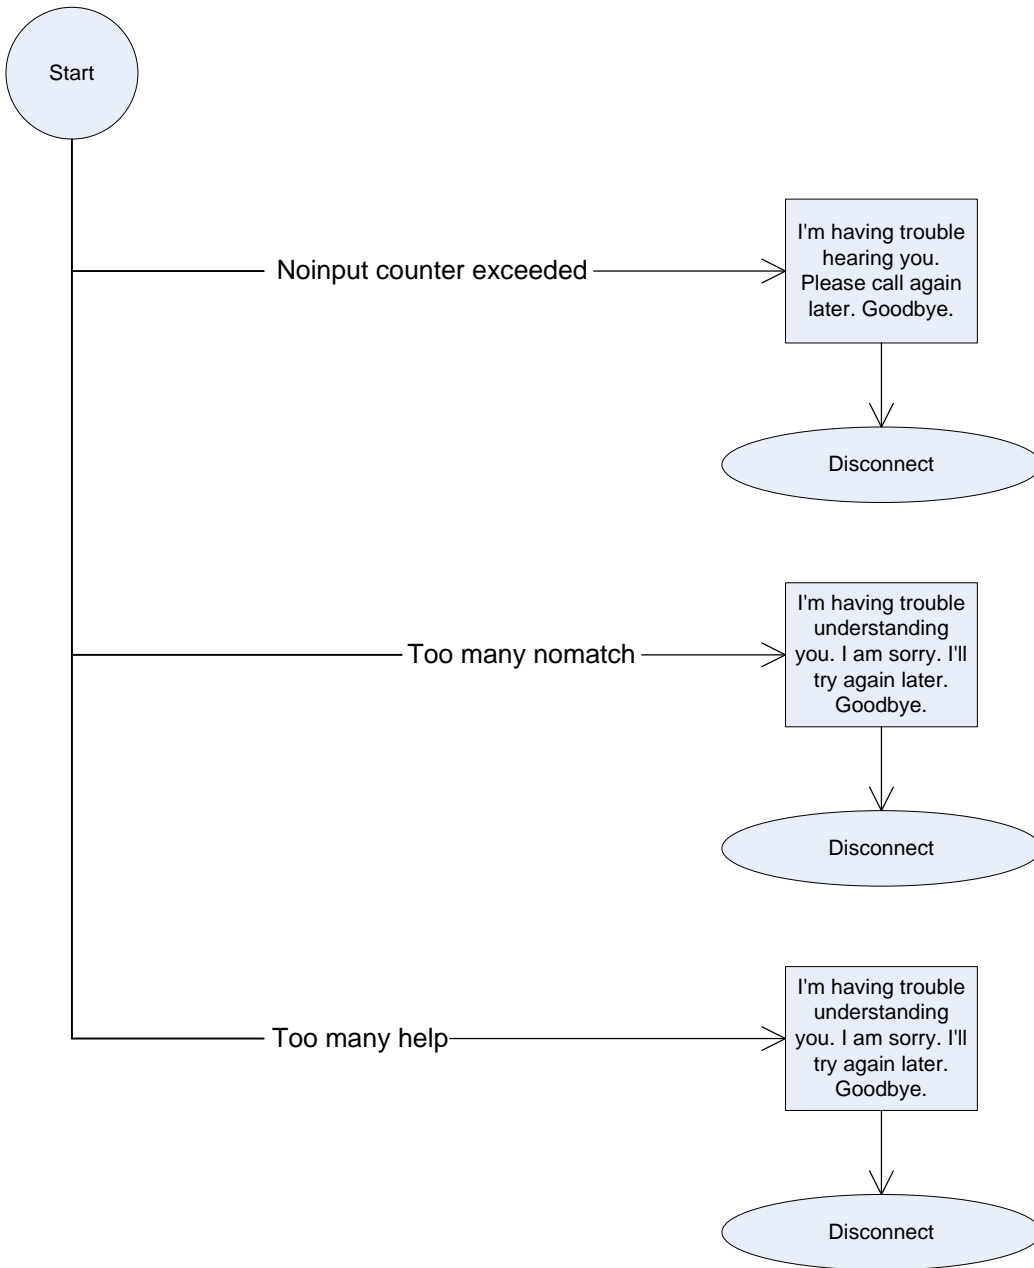 Start
Noinput counter exceeded
I'm having trouble
hearing you.
Please call again
later. Goodbye.
Disconnect
Too many nomatch
I'm having trouble
understanding
you. I am sorry. I'll
try again later.
Goodbye.
Disconnect
Too many help
I'm having trouble
understanding
you. I am sorry. I'll
try again later.
Goodbye.
Disconnect